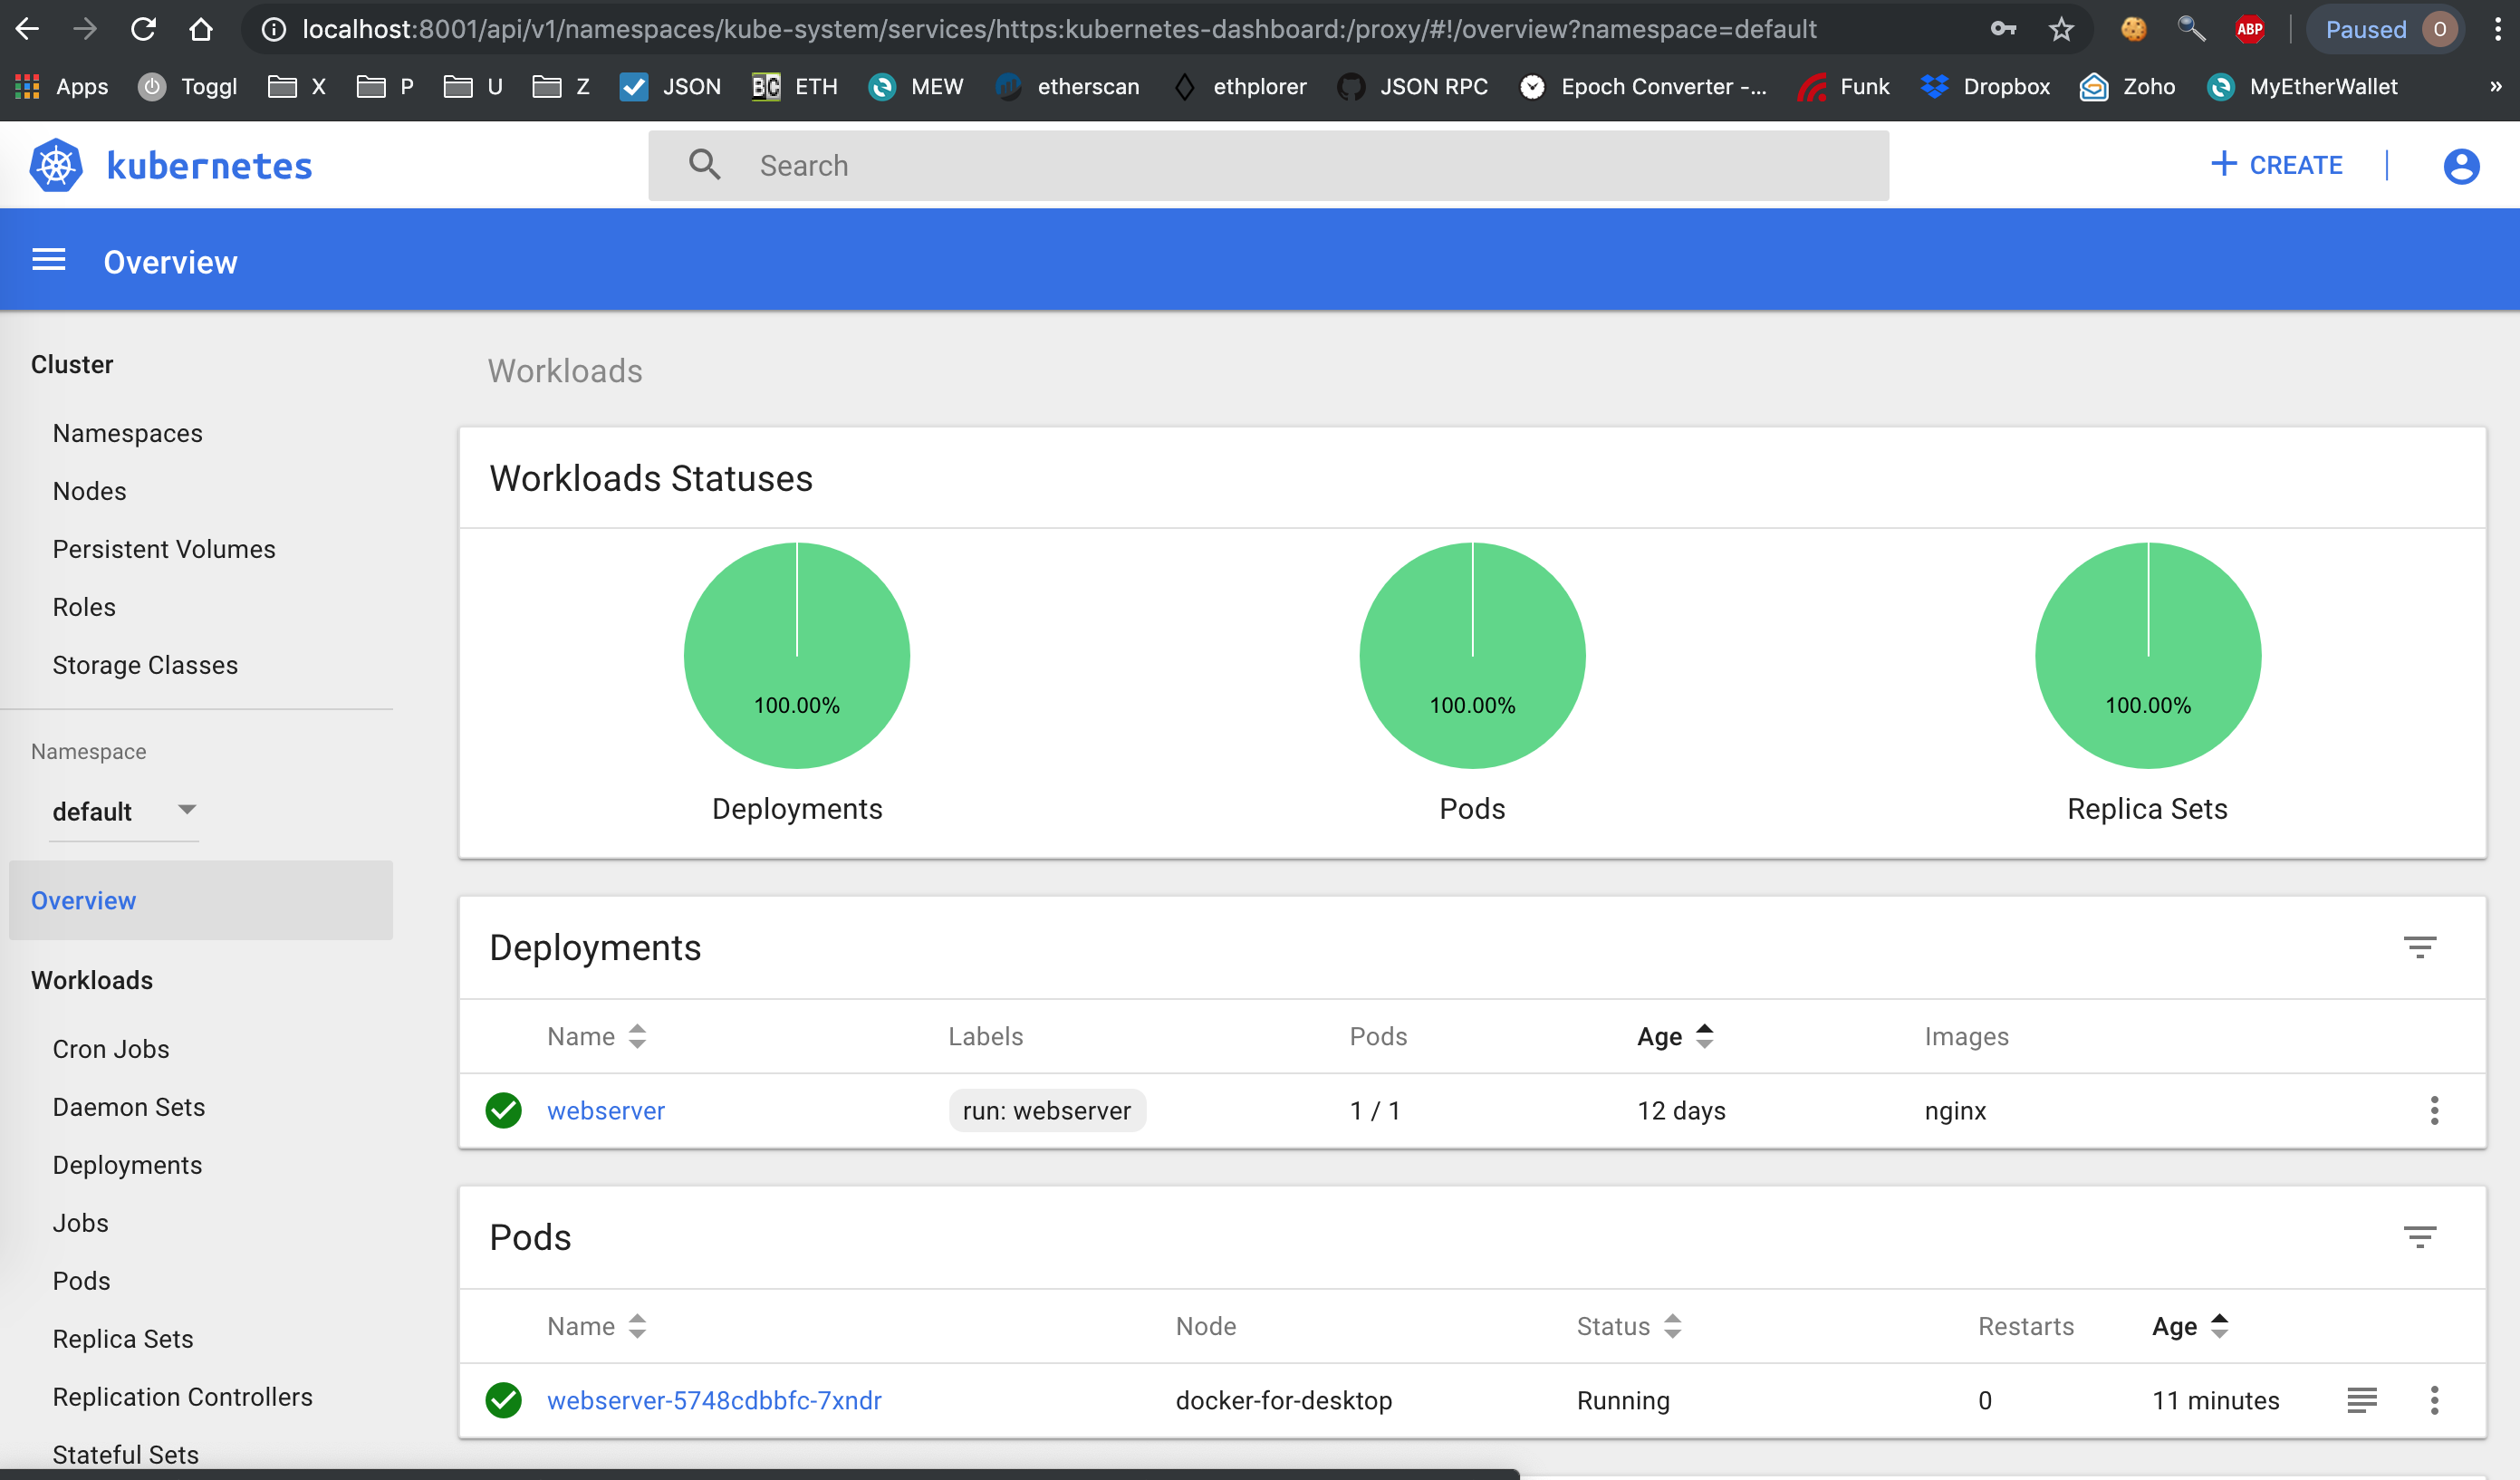 localhost:8001/api/v1/namespaces/kube-system/services/https:kubernetes-dashboard:/proxy/#!/overview?namespace=default
ABP
Paused O
Apps Toggl X P U Z JSON BC ETH MEW etherscan ethplorer JSON RPC Epoch Converter -... Funk Dropbox Zoho MyEtherWallet »
kubernetes
Search
+ CREATE
Overview
Cluster
Namespaces
Nodes
Persistent Volumes
Roles
Storage Classes
Namespace
default
Overview
Workloads
Cron Jobs
Daemon Sets
Deployments
Jobs
Pods
Replica Sets
Replication Controllers
Stateful Sets
Workloads
Workloads Statuses
100.00% 100.00% 100.00%
Deployments Pods Replica Sets
Deployments
Name Labels Pods Age Images
webserver run: webserver 1 / 1 12 days nginx
Pods
Name Node Status Restarts Age
webserver-5748cdbbfc-7xndr docker-for-desktop Running 0 11 minutes